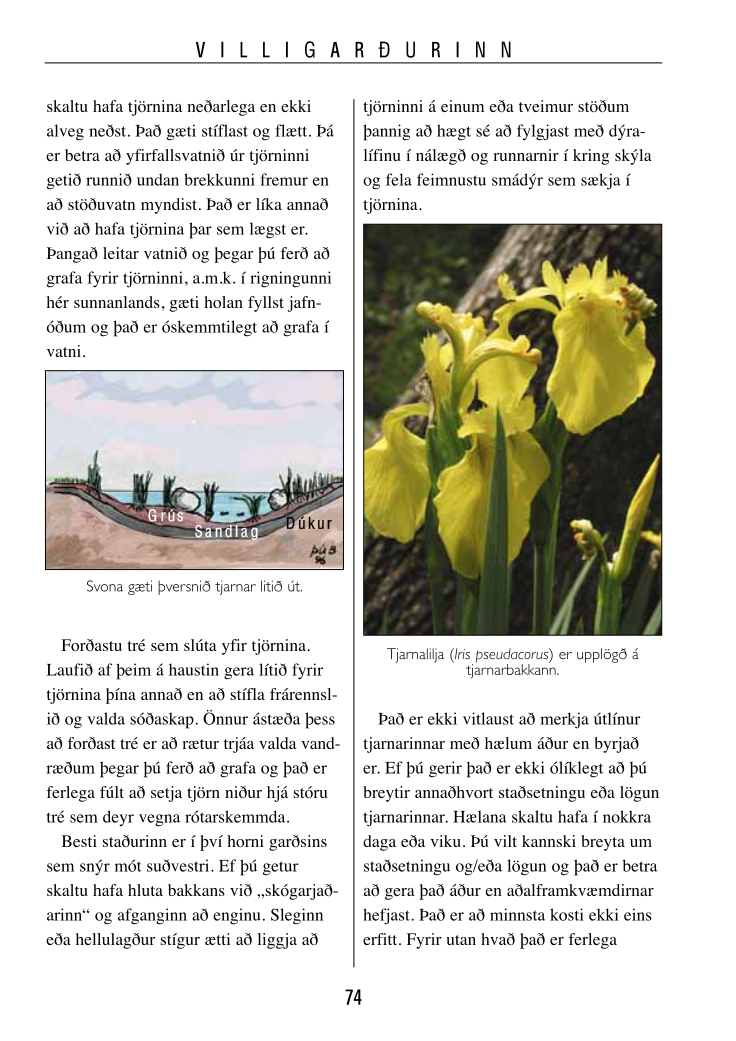 VILLIGARÐURINN
skaltu hafa tjörnina neðarlega en ekki
alveg neðst. Það gæti stíflast og flætt. Þá
er betra að yfirfallsvatnið úr tjörninni
getið runnið undan brekkunni fremur en
að stöðuvatn myndist. Það er líka annað
við að hafa tjörnina þar sem lægst er.
Þangað leitar vatnið og þegar þú ferð að
grafa fyrir tjörninni, a.m.k. í rigningunni
hér sunnanlands, gæti holan fyllst jafn-
óðum og það er óskemmtilegt að grafa í
vatni.
Grús
Sandlag
Dúkur
ÞúB
96
Svona gæti þversnið tjarnar litið út.
Forðastu tré sem slúta yfir tjörnina.
Laufið af þeim á haustin gera lítið fyrir
tjörnina þína annað en að stífla frárennsl-
ið og valda sóðaskap. Önnur ástæða þess
að forðast tré er að rætur trjáa valda vand-
ræðum þegar þú ferð að grafa og það er
ferlega fúlt að setja tjörn niður hjá stóru
tré sem deyr vegna rótarskemmda.
Besti staðurinn er í því horni garðsins
sem snýr mót suðvestri. Ef þú getur
skaltu hafa hluta bakkans við „skógarjað-
arinn“ og afganginn að enginu. Sleginn
eða hellulagður stígur ætti að liggja að
tjörninni á einum eða tveimur stöðum
þannig að hægt sé að fylgjast með dýra-
lífinu í nálægð og runnarnir í kring skýla
og fela feimnustu smádýr sem sækja í
tjörnina.
Tjarnalilja (Iris pseudacorus) er upplögð á
tjarnarbakkann.
Það er ekki vitlaust að merkja útlínur
tjarnarinnar með hælum áður en byrjað
er. Ef þú gerir það er ekki ólíklegt að þú
breytir annaðhvort staðsetningu eða lögun
tjarnarinnar. Hælana skaltu hafa í nokkra
daga eða viku. Þú vilt kannski breyta um
staðsetningu og/eða lögun og það er betra
að gera það áður en aðalframkvæmdirnar
hefjast. Það er að minnsta kosti ekki eins
erfitt. Fyrir utan hvað það er ferlega
74